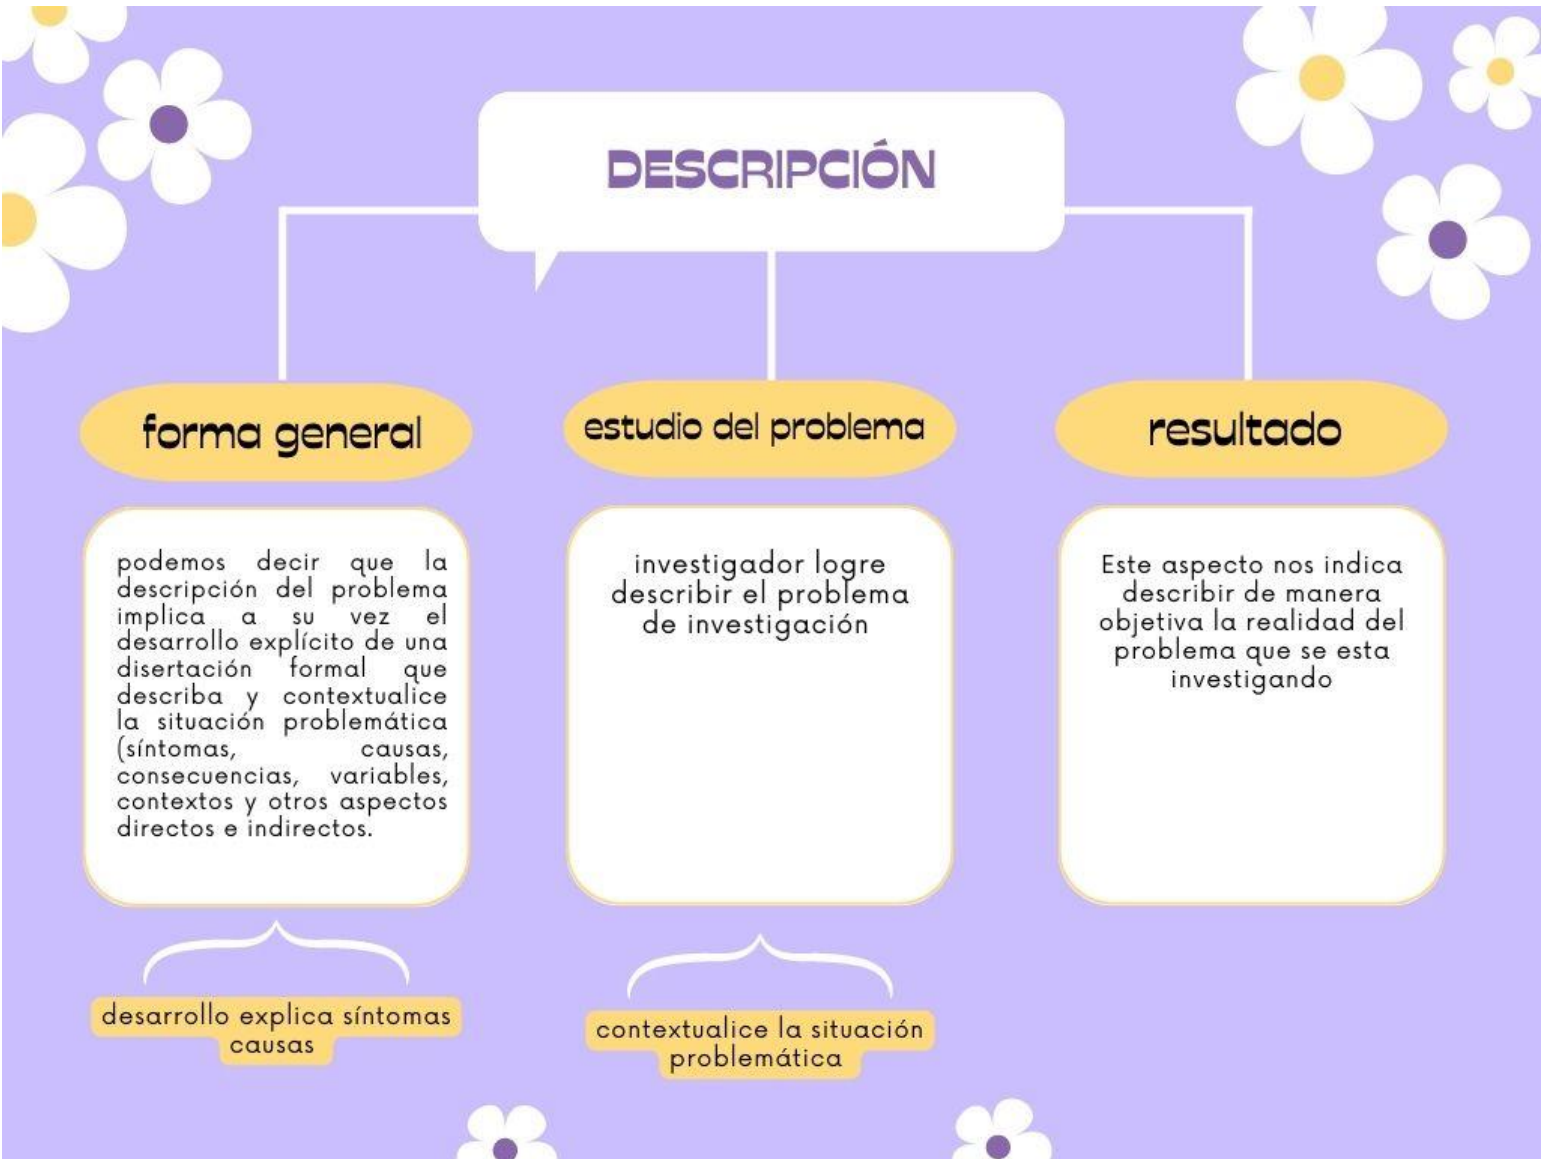 DESCRIPCIÓN
forma general
podemos decir que la
descripción del problema
implica a su vez el
desarrollo explícito de una
disertación formal que
describa y contextualice
la situación problemática
(síntomas, causas,
consecuencias, variables,
contextos y otros aspectos
directos e indirectos.
desarrollo explica síntomas
causas
estudio del problema
investigador logre
describir el problema
de investigación
contextualice la situación
problemática
resultado
Este aspecto nos indica
describir de manera
objetiva la realidad del
problema que se esta
investigando